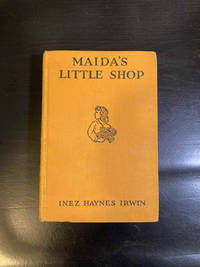 MAIDA'S
LITTLE SHOP
INEZ HAYNES IRWIN